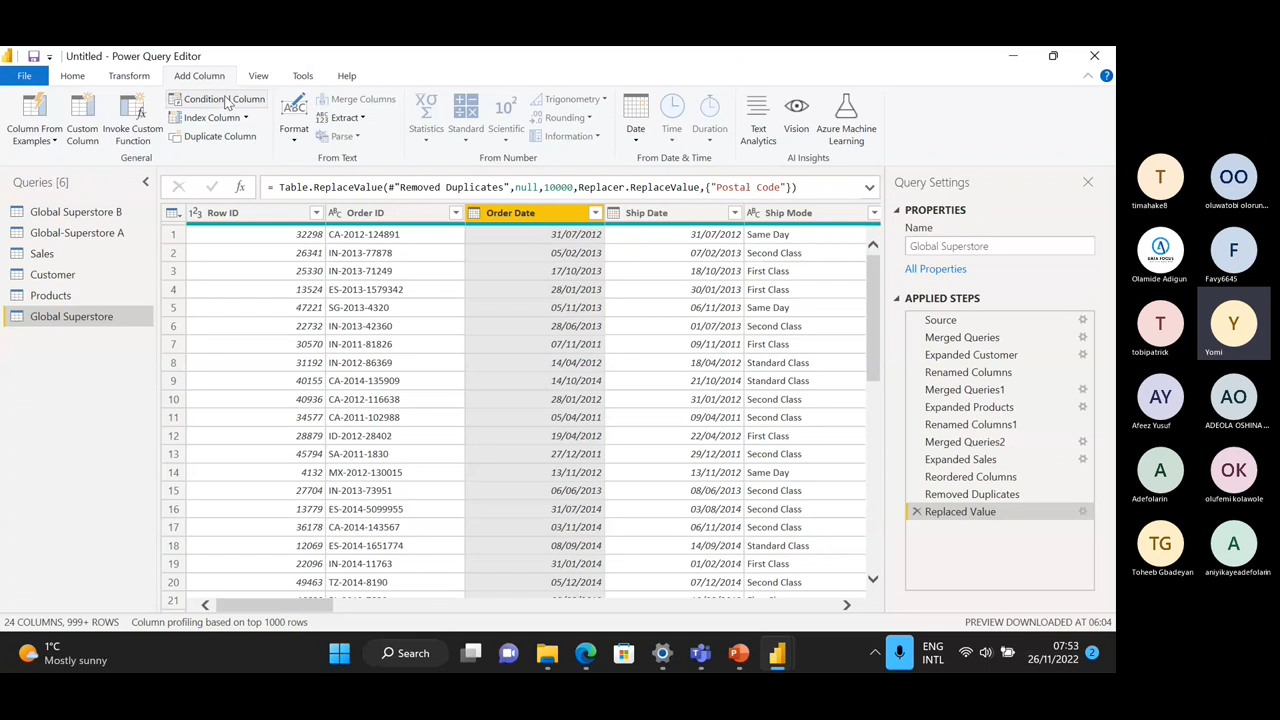 Untitled - Power Query Editor
File Home Transform Add Column View Tools Help
Column From Examples
Custom Column
Invoke Custom Function
Conditional Column
Index Column
Duplicate Column
General
Format
Merge Columns
Extract
Parse
From Text
Statistics
Standard
Scientific
Trigonometry
Rounding
Information
From Number
Date
Time
Duration
From Date & Time
Text Analytics
Vision
Azure Machine Learning
AI Insights
Queries [6]
Global Superstore B
Global-Superstore A
Sales
Customer
Products
Global Superstore
= Table.ReplaceValue(#"Removed Duplicates",null,10000,Replacer.ReplaceValue,{"Postal Code"})
Row ID Order ID Order Date Ship Date Ship Mode
1 32298 CA-2012-124891 31/07/2012 31/07/2012 Same Day
2 26341 IN-2013-77878 05/02/2013 07/02/2013 Second Class
3 25330 IN-2013-71249 17/10/2013 18/10/2013 First Class
4 13524 ES-2013-1579342 28/01/2013 30/01/2013 First Class
5 47221 SG-2013-4320 05/11/2013 06/11/2013 Same Day
6 22732 IN-2013-42360 28/06/2013 01/07/2013 Second Class
7 30570 IN-2011-81826 07/11/2011 09/11/2011 First Class
8 31192 IN-2012-86369 14/04/2012 18/04/2012 Standard Class
9 40155 CA-2014-135909 14/10/2014 21/10/2014 Standard Class
10 40936 CA-2012-116638 28/01/2012 31/01/2012 Second Class
11 34577 CA-2011-102988 05/04/2011 09/04/2011 Second Class
12 28879 ID-2012-28402 19/04/2012 22/04/2012 First Class
13 45794 SA-2011-1830 27/12/2011 29/12/2011 Second Class
14 4132 MX-2012-130015 13/11/2012 13/11/2012 Same Day
15 27704 IN-2013-73951 06/06/2013 08/06/2013 Second Class
16 13779 ES-2014-5099955 31/07/2014 03/08/2014 Second Class
17 36178 CA-2014-143567 03/11/2014 06/11/2014 Second Class
18 12069 ES-2014-1651774 08/09/2014 14/09/2014 Standard Class
19 22096 IN-2014-11763 31/01/2014 01/02/2014 First Class
20 49463 TZ-2014-8190 05/12/2014 07/12/2014 Second Class
21
24 COLUMNS, 999+ ROWS Column profiling based on top 1000 rows
PREVIEW DOWNLOADED AT 06:04
Query Settings
PROPERTIES
Name
Global Superstore
All Properties
APPLIED STEPS
Source
Merged Queries
Expanded Customer
Renamed Columns
Merged Queries1
Expanded Products
Renamed Columns1
Merged Queries2
Expanded Sales
Reordered Columns
Removed Duplicates
Replaced Value
1°C
Mostly sunny
Search
ENG
INTL
07:53
26/11/2022
2
T OO
timahake8 oluwatobi olorun...
DATA FOCUS F
Olamide Adigun Favy6645
T Y
tobipatrick Yomi
AY AO
Afeez Yusuf ADEOLA OSHINA ...
A OK
Adefolarin olufemi kolawole
TG A
Toheeb Gbadeyan aniyikayeadefolarin